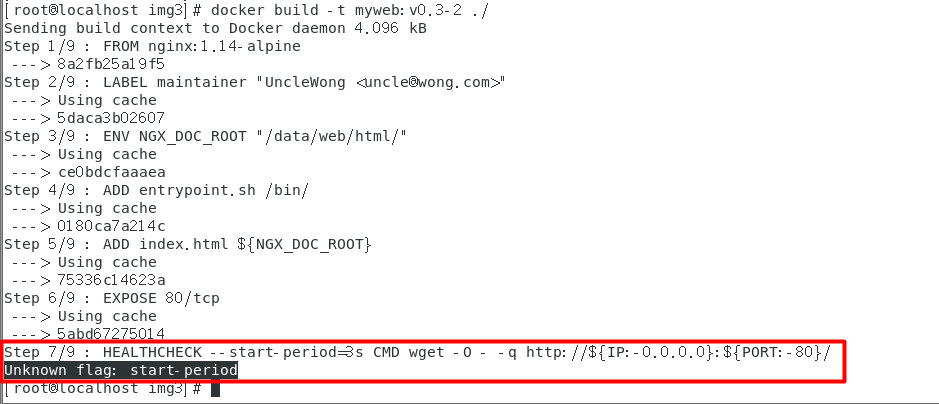 [root@localhost img3]# docker build -t myweb:v0.3-2 ./
Sending build context to Docker daemon 4.096 kB
Step 1/9 : FROM nginx:1.14-alpine
 ---> 8a2fb25a19f5
Step 2/9 : LABEL maintainer "UncleWong <uncle@wong.com>"
 ---> Using cache
 ---> 5daca3b02607
Step 3/9 : ENV NGX_DOC_ROOT "/data/web/html/"
 ---> Using cache
 ---> ce0bdcfaaaea
Step 4/9 : ADD entrypoint.sh /bin/
 ---> Using cache
 ---> 0180ca7a214c
Step 5/9 : ADD index.html ${NGX_DOC_ROOT}
 ---> Using cache
 ---> 75336c14623a
Step 6/9 : EXPOSE 80/tcp
 ---> Using cache
 ---> 5abd67275014
Step 7/9 : HEALTHCHECK --start-period=3s CMD wget -O - -q http://${IP:-0.0.0.0}:${PORT:-80}/
Unknown flag: start-period
[root@localhost img3]#